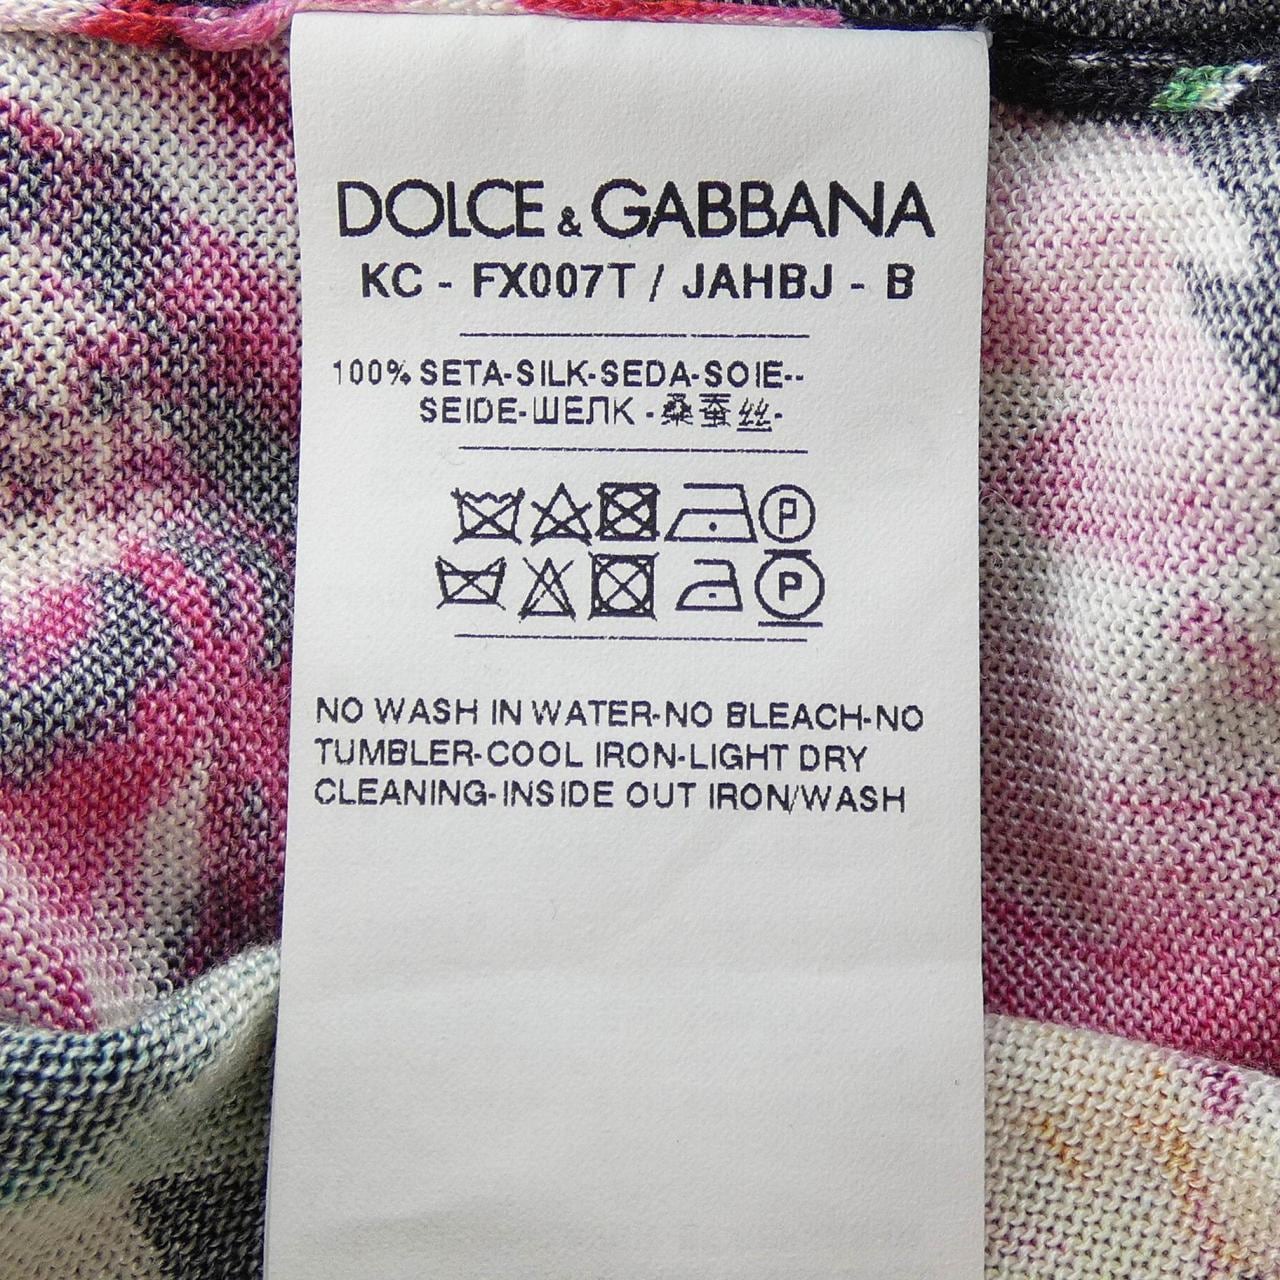 DOLCE & GABBANA
KC - FX007T / JAHBJ - B
100% SETA-SILK-SEDA-SOIE--
SEIDE-ШЕЛК -桑蚕丝-
P
P
NO WASH IN WATER-NO BLEACH-NO
TUMBLER-COOL IRON-LIGHT DRY
CLEANING-INSIDE OUT IRON/WASH